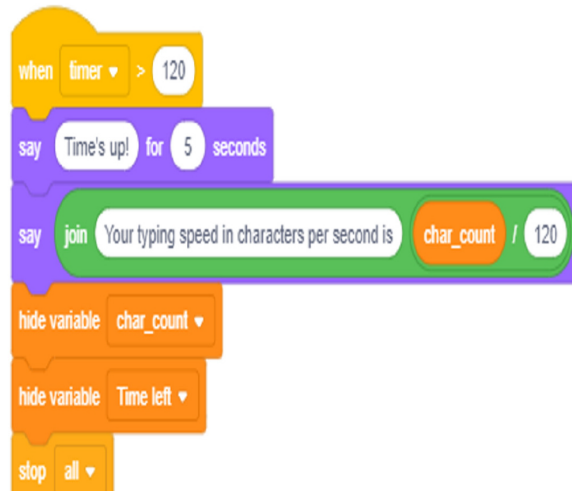 when timer > 120
say Time's up! for 5 seconds
say join Your typing speed in characters per second is char_count / 120
hide variable char_count
hide variable Time left
stop all